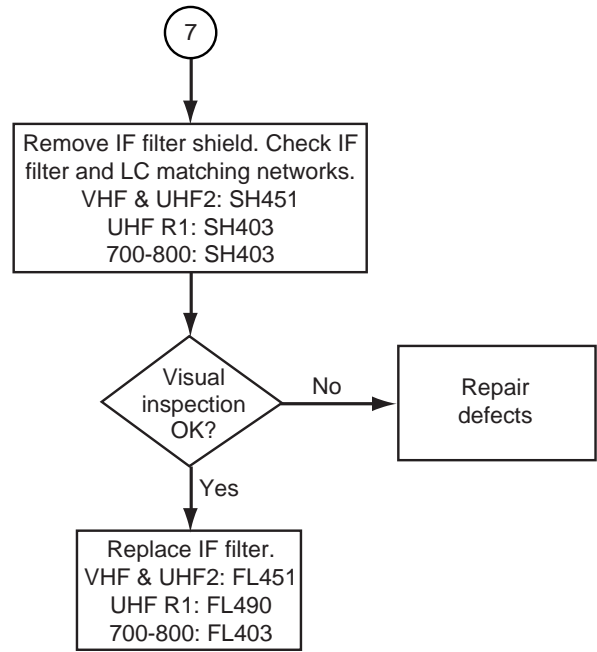 7
Remove IF filter shield. Check IF
filter and LC matching networks.
VHF & UHF2: SH451
UHF R1: SH403
700-800: SH403
Visual
inspection
OK?
No
Repair
defects
Yes
Replace IF filter.
VHF & UHF2: FL451
UHF R1: FL490
700-800: FL403